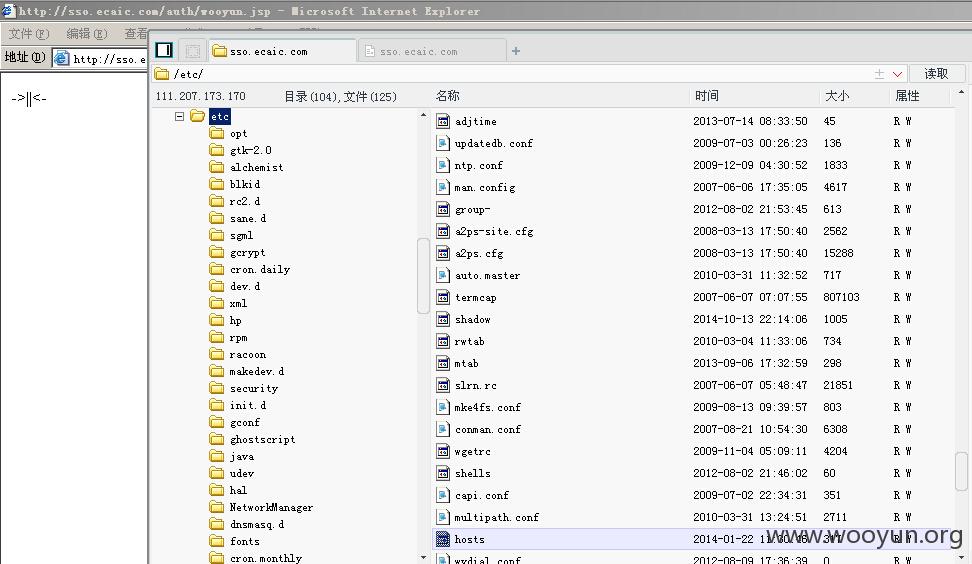 http://sso.ecaic.com/auth/wooyun.jsp - Microsoft Internet Explorer
文件(F) 编辑(E) 查看
地址(D) http://sso.e
sso.ecaic.com sso.ecaic.com +
/etc/ 读取
->||<-
111.207.173.170 目录(104),文件(125)
etc
opt
gtk-2.0
alchemist
blkid
rc2.d
sane.d
sgml
gcrypt
cron.daily
dev.d
xml
hp
rpm
racoon
makedev.d
security
init.d
gconf
ghostscript
java
udev
hal
NetworkManager
dnsmasq.d
fonts
cron.monthly
名称 时间 大小 属性
adjtime 2013-07-14 08:33:50 45 R W
updatedb.conf 2009-07-03 00:26:23 136 R W
ntp.conf 2009-12-09 04:30:52 1833 R W
man.config 2007-06-06 17:35:05 4617 R W
group- 2012-08-02 21:53:45 613 R W
a2ps-site.cfg 2008-03-13 17:50:40 2562 R W
a2ps.cfg 2008-03-13 17:50:40 15288 R W
auto.master 2010-03-31 11:32:52 717 R W
termcap 2007-06-07 07:07:55 807103 R W
shadow 2014-10-13 22:14:06 1005 R W
rwtab 2010-03-04 11:33:06 734 R W
mtab 2013-09-06 17:32:59 298 R W
slrn.rc 2007-06-07 05:48:47 21851 R W
mke4fs.conf 2009-08-13 09:39:57 803 R W
conman.conf 2007-08-21 10:54:30 6308 R W
wgetrc 2009-11-04 05:09:11 4204 R W
shells 2012-08-02 21:46:02 60 R W
capi.conf 2009-07-02 22:34:31 351 R W
multipath.conf 2010-03-31 13:24:51 2711 R W
hosts 2014-01-22 R W
wvdial.conf 2012-08-02 0 R W
www.wooyun.org